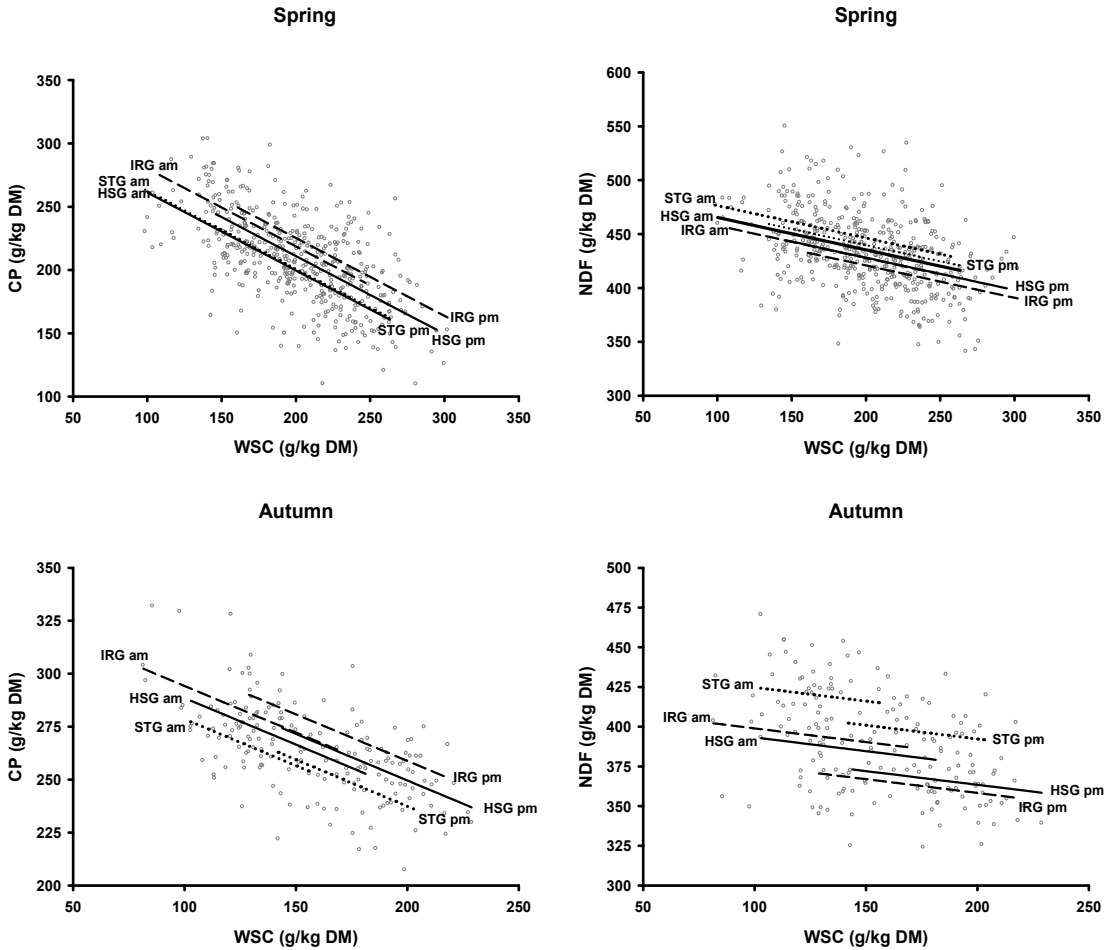 Spring
350
300
250
200
150
100
CP (g/kg DM)
IRG am
STG am
HSG am
IRG pm
STG pm
HSG pm
50 100 150 200 250 300 350
WSC (g/kg DM)
Spring
600
550
500
450
400
350
300
NDF (g/kg DM)
STG am
HSG am
IRG am
STG pm
HSG pm
IRG pm
50 100 150 200 250 300 350
WSC (g/kg DM)
Autumn
350
325
300
275
250
225
200
CP (g/kg DM)
IRG am
HSG am
STG am
IRG pm
HSG pm
STG pm
50 100 150 200 250
WSC (g/kg DM)
Autumn
500
475
450
425
400
375
350
325
300
NDF (g/kg DM)
STG am
IRG am
HSG am
STG pm
HSG pm
IRG pm
50 100 150 200 250
WSC (g/kg DM)